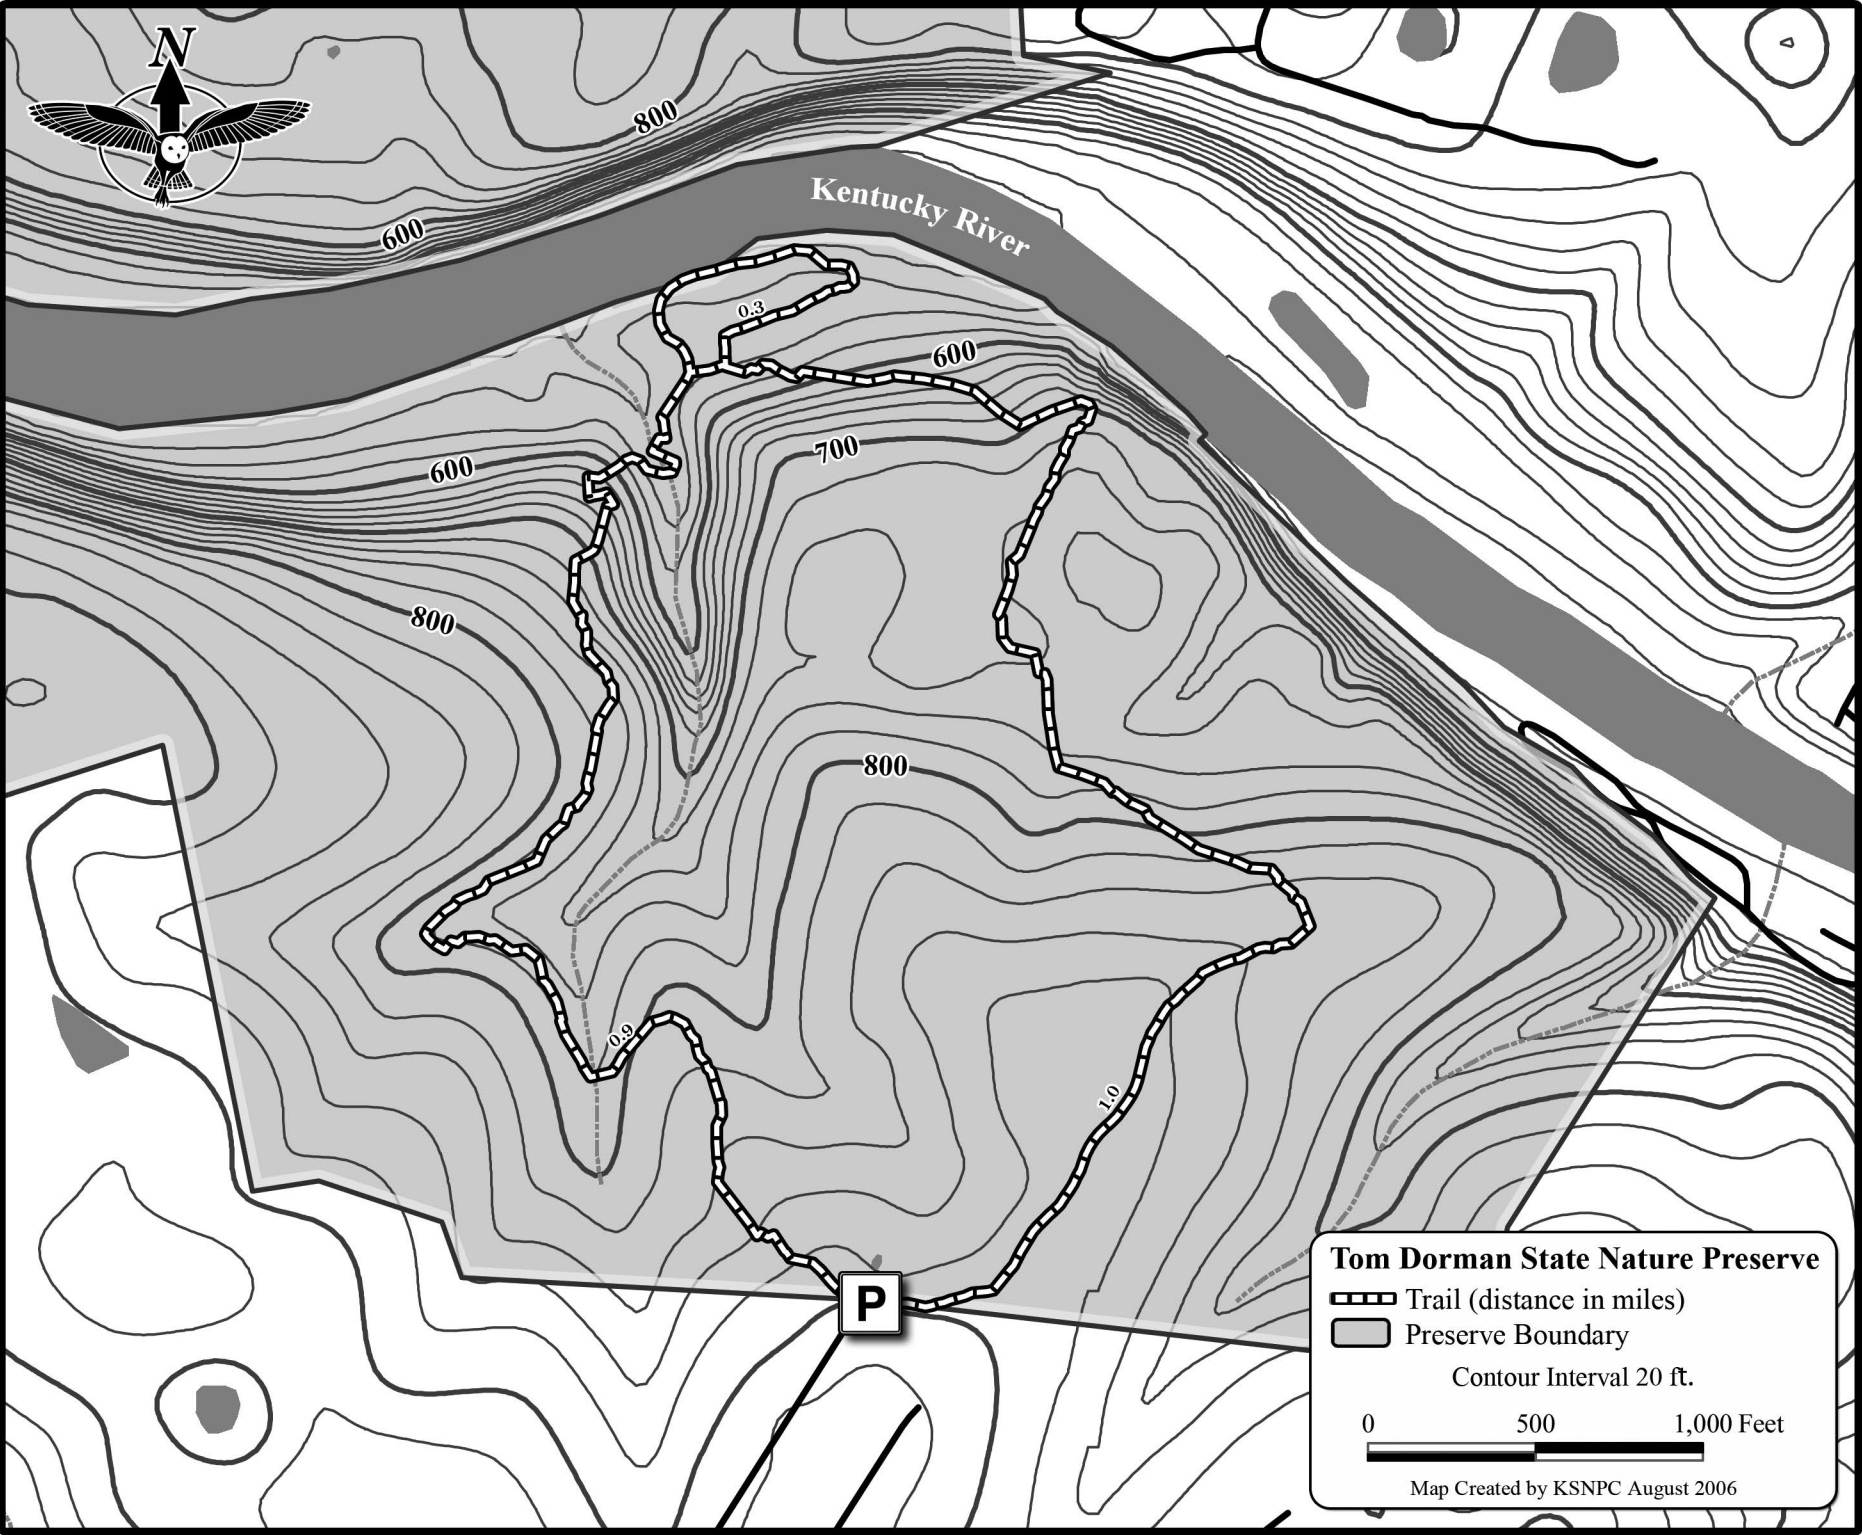 N
800
600
Kentucky River
0.3
600
700
600
800
800
0.9
1.0
P
Tom Dorman State Nature Preserve
Trail (distance in miles)
Preserve Boundary
Contour Interval 20 ft.
0 500 1,000 Feet
Map Created by KSNPC August 2006